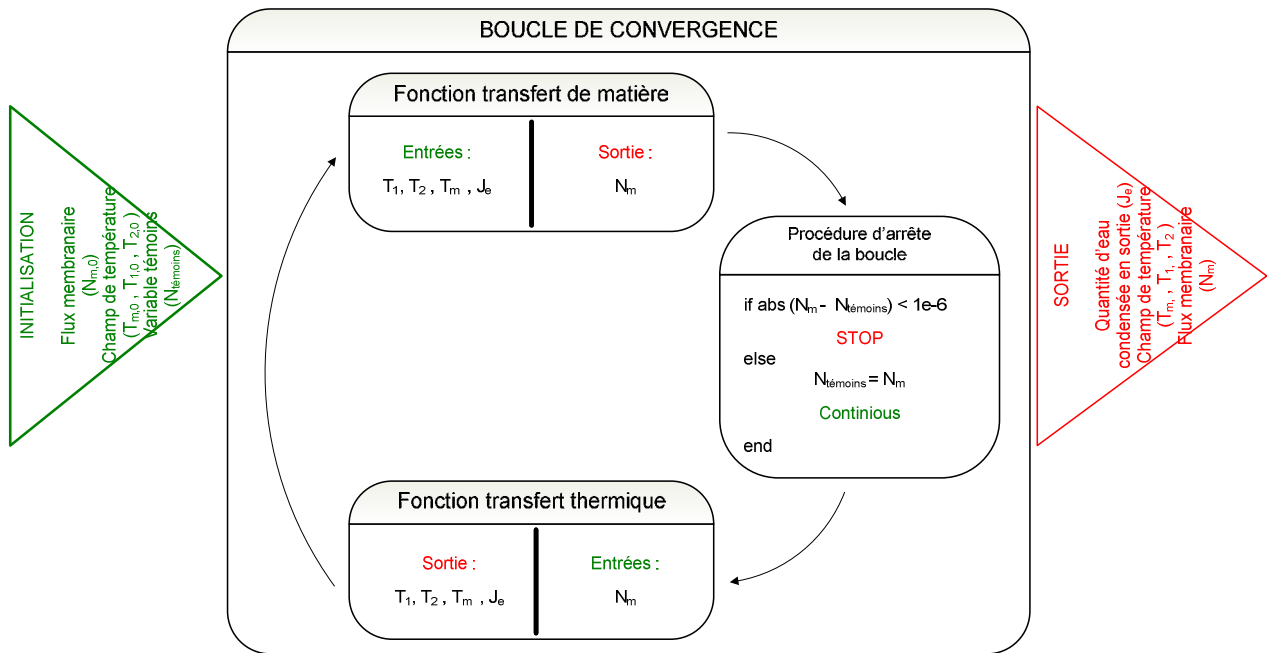 BOUCLE DE CONVERGENCE
INITIALISATION
Flux membranaire
(Nm,0)
Champ de température
(Tm,0 , T1,0 , T2,0 )
Variable témoins
(Ntémoins)
Fonction transfert de matière
Entrées :
T1, T2 , Tm , Je
Sortie :
Nm
Procédure d'arrête
de la boucle
if abs (Nm - Ntémoins) < 1e-6
STOP
else
Ntémoins = Nm
Continious
end
Fonction transfert thermique
Sortie :
T1, T2 , Tm , Je
Entrées :
Nm
SORTIE
Quantité d'eau
condensée en sortie (Je)
Champ de température
(Tm, , T1, , T2 )
Flux membranaire
(Nm)